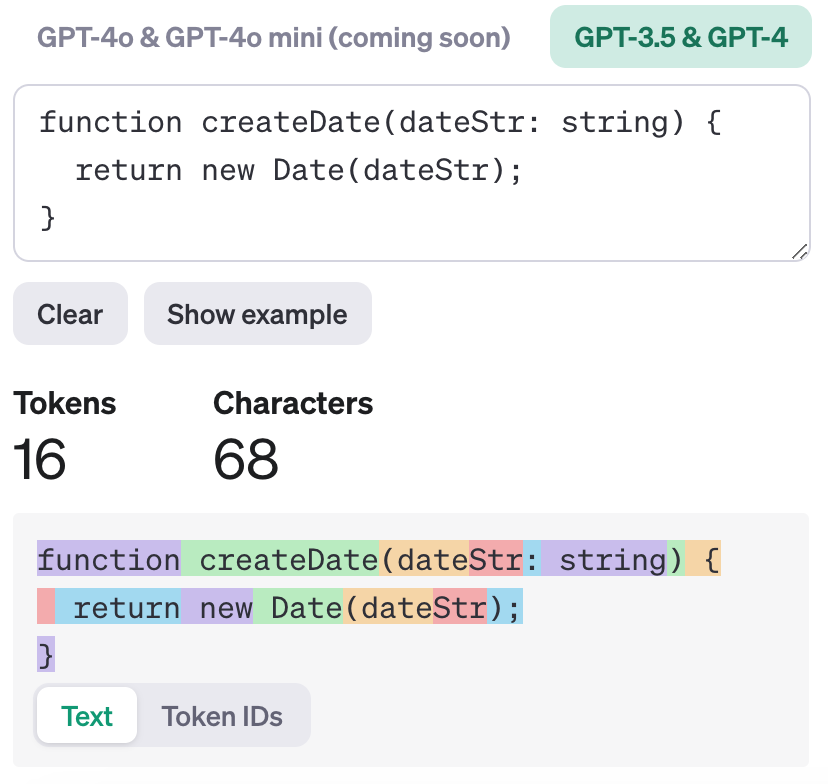 GPT-4o & GPT-4o mini (coming soon) GPT-3.5 & GPT-4
function createDate(dateStr: string) {
  return new Date(dateStr);
}
Clear Show example
Tokens Characters
16 68
function createDate(dateStr: string) {
  return new Date(dateStr);
}
Text Token IDs